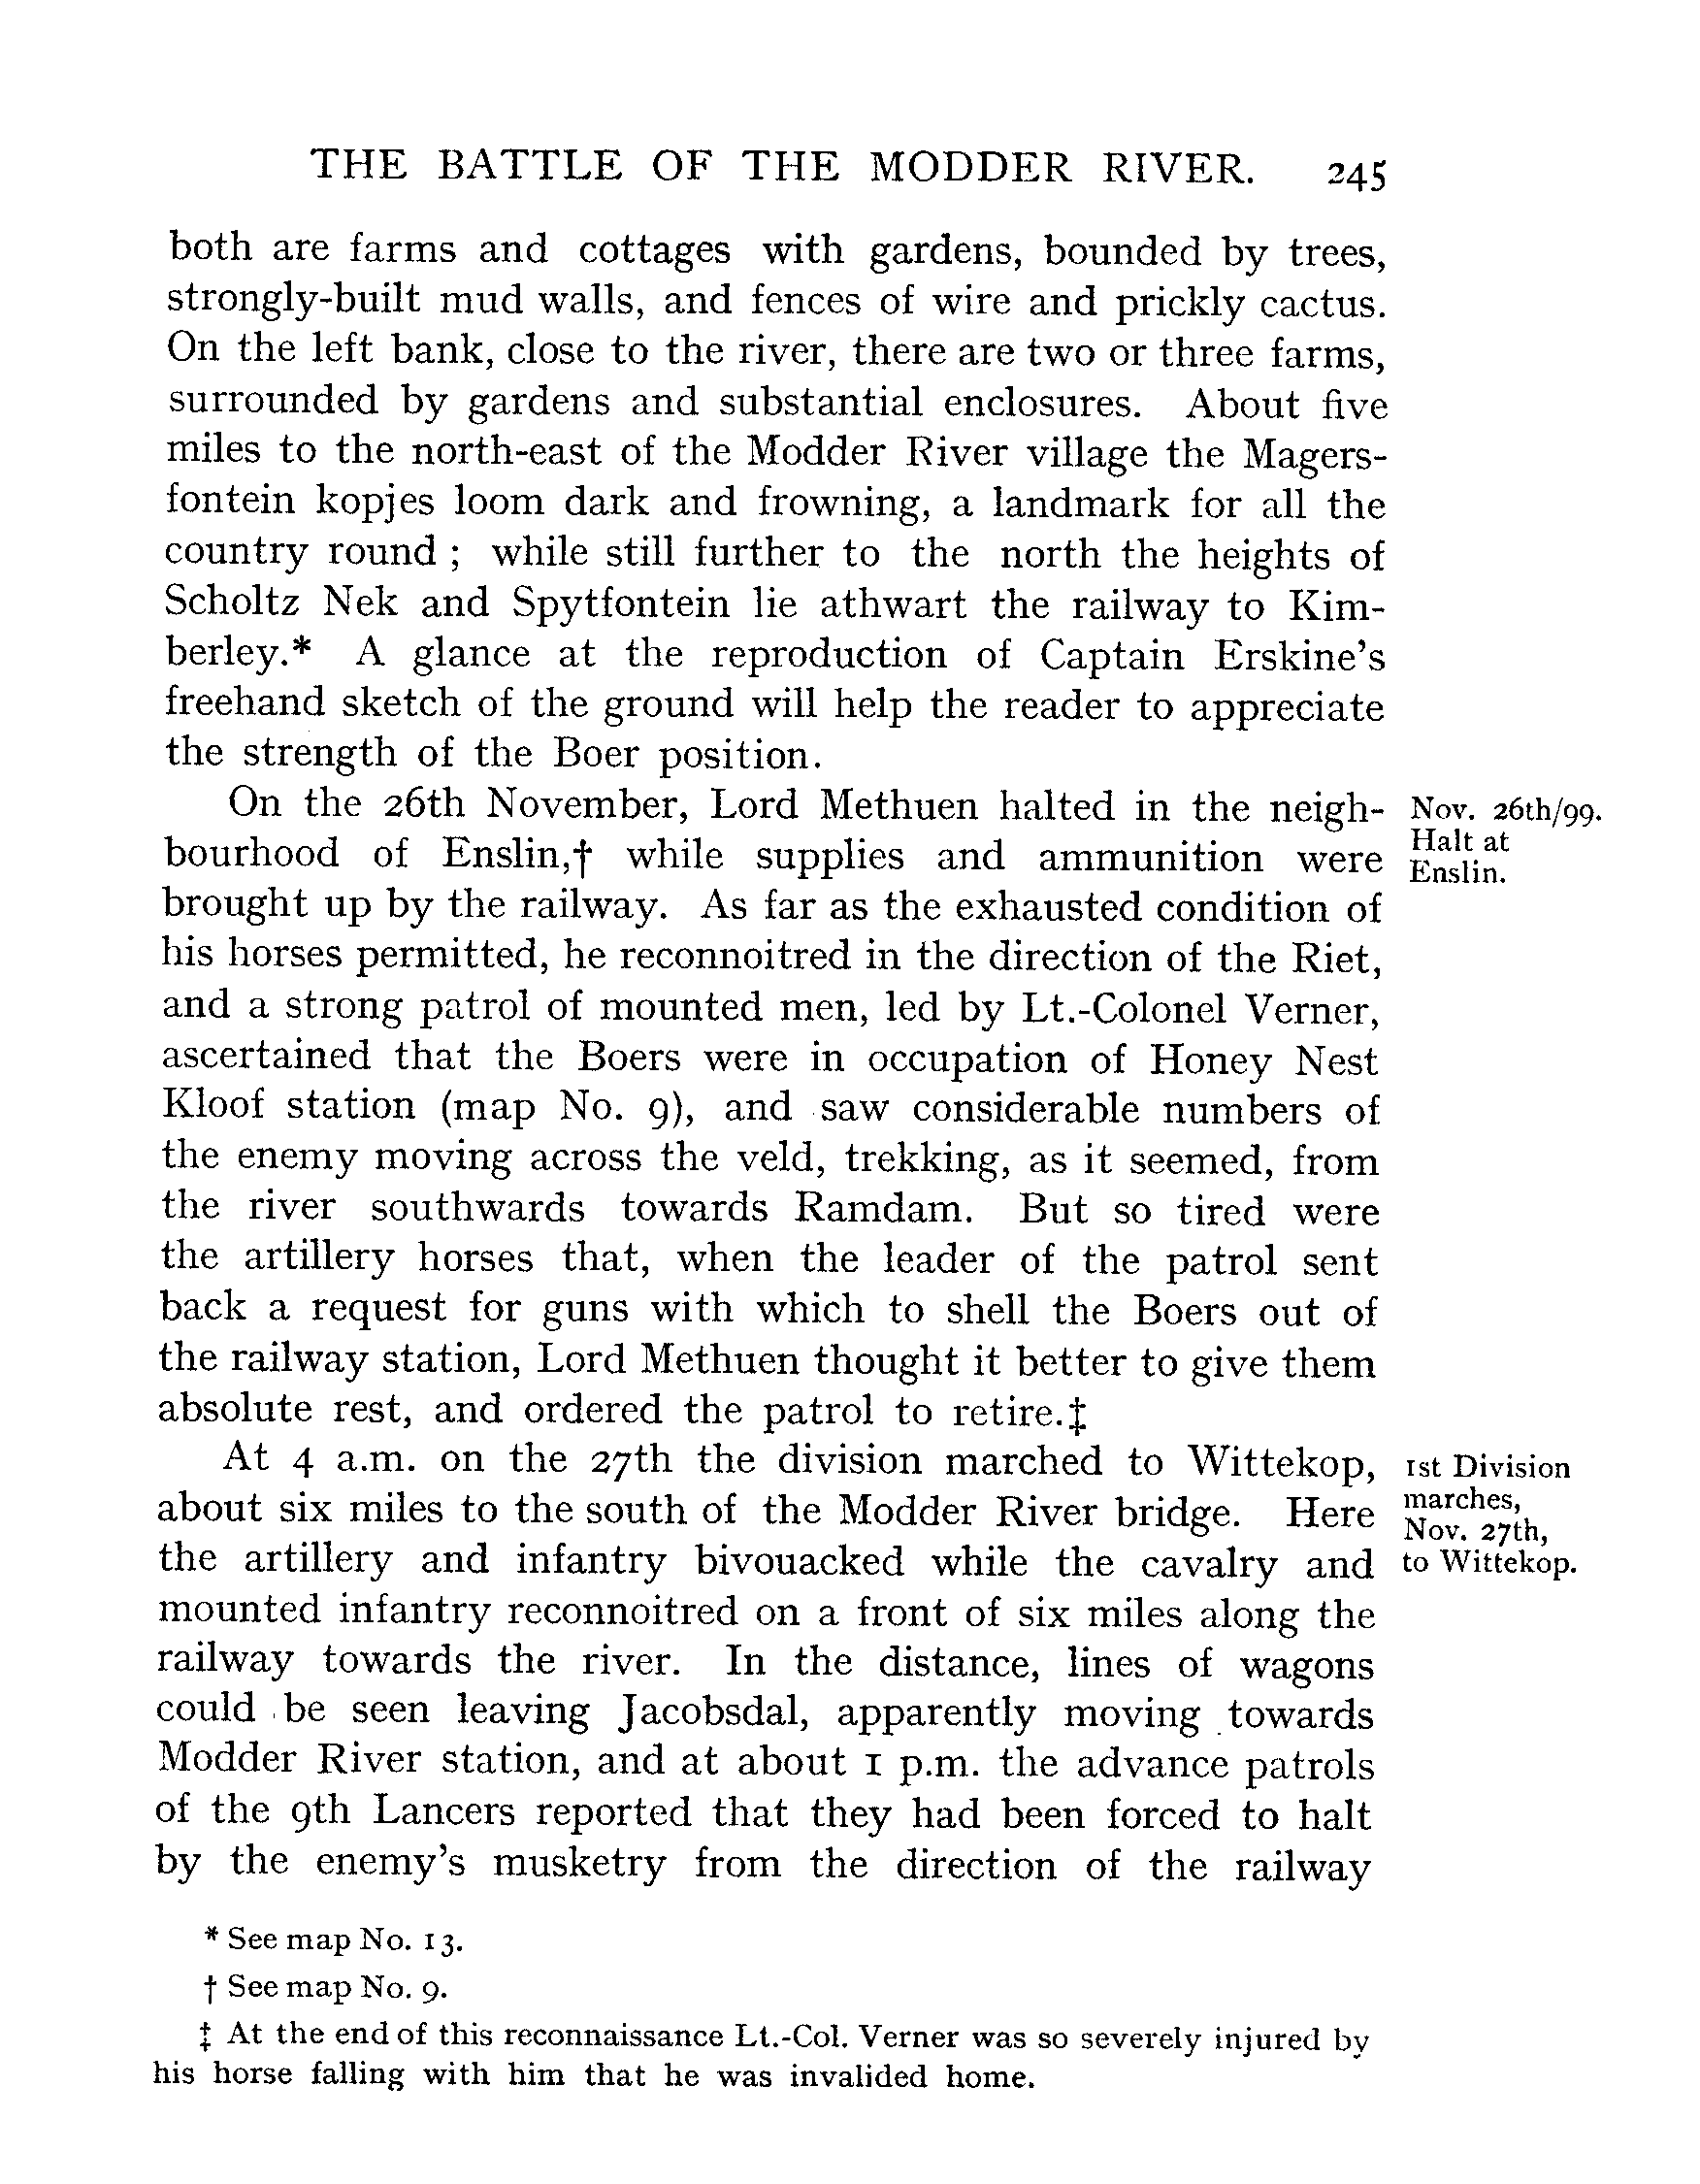 THE BATTLE OF THE MODDER RIVER. 245
both are farms and cottages with gardens, bounded by trees,
strongly-built mud walls, and fences of wire and prickly cactus.
On the left bank, close to the river, there are two or three farms,
surrounded by gardens and substantial enclosures. About five
miles to the north-east of the Modder River village the Magers-
fontein kopjes loom dark and frowning, a landmark for all the
country round ; while still further to the north the heights of
Scholtz Nek and Spytfontein lie athwart the railway to Kim-
berley.* A glance at the reproduction of Captain Erskine's
freehand sketch of the ground will help the reader to appreciate
the strength of the Boer position.
On the 26th November, Lord Methuen halted in the neigh-
bourhood of Enslin,† while supplies and ammunition were
brought up by the railway. As far as the exhausted condition of
his horses permitted, he reconnoitred in the direction of the Riet,
and a strong patrol of mounted men, led by Lt.-Colonel Verner,
ascertained that the Boers were in occupation of Honey Nest
Kloof station (map No. 9), and saw considerable numbers of
the enemy moving across the veld, trekking, as it seemed, from
the river southwards towards Ramdam. But so tired were
the artillery horses that, when the leader of the patrol sent
back a request for guns with which to shell the Boers out of
the railway station, Lord Methuen thought it better to give them
absolute rest, and ordered the patrol to retire.‡
Nov. 26th/99.
Halt at
Enslin.
At 4 a.m. on the 27th the division marched to Wittekop,
about six miles to the south of the Modder River bridge. Here
the artillery and infantry bivouacked while the cavalry and
mounted infantry reconnoitred on a front of six miles along the
railway towards the river. In the distance, lines of wagons
could be seen leaving Jacobsdal, apparently moving towards
Modder River station, and at about 1 p.m. the advance patrols
of the 9th Lancers reported that they had been forced to halt
by the enemy's musketry from the direction of the railway
1st Division
marches,
Nov. 27th,
to Wittekop.
* See map No. 13.
† See map No. 9.
‡ At the end of this reconnaissance Lt.-Col. Verner was so severely injured by
his horse falling with him that he was invalided home.